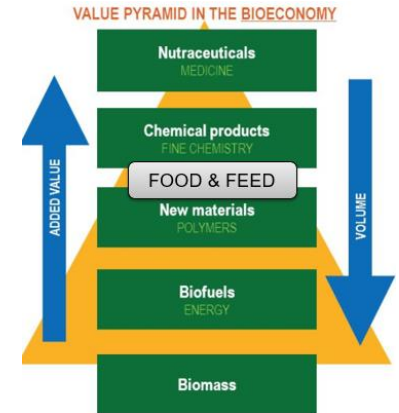 VALUE PYRAMID IN THE BIOECONOMY
Nutraceuticals
MEDICINE
Chemical products
FINE CHEMISTRY
FOOD & FEED
New materials
POLYMERS
Biofuels
ENERGY
Biomass
ADDED VALUE
VOLUME